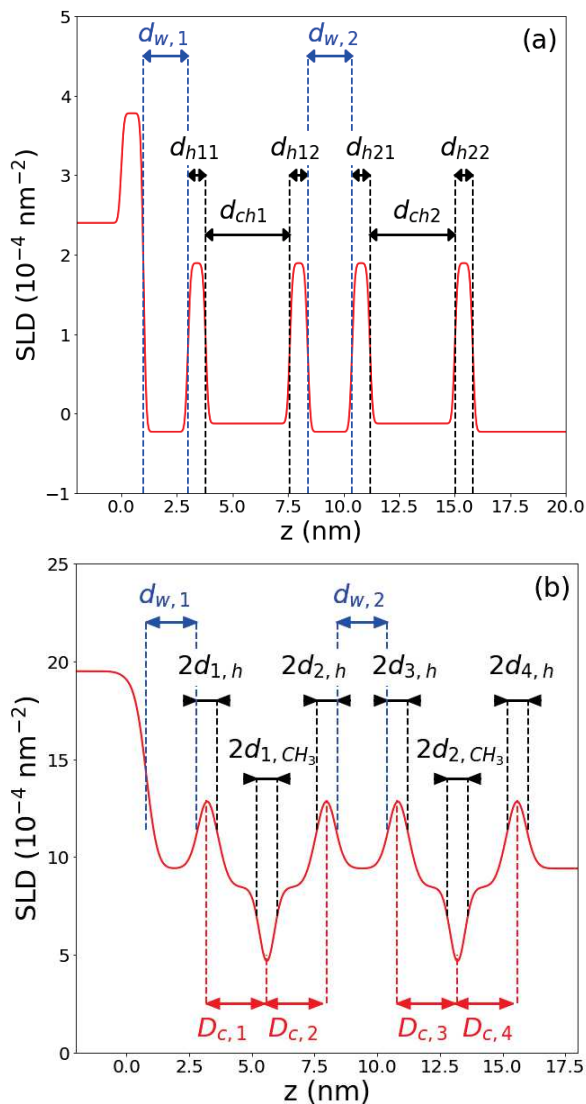 (a)
d_{w,1} d_{w,2}
d_{h11} d_{h12} d_{h21} d_{h22}
d_{ch1} d_{ch2}
SLD (10⁻⁴ nm⁻²)
5
4
3
2
1
0
−1
0.0 2.5 5.0 7.5 10.0 12.5 15.0 17.5 20.0
z (nm)
(b)
d_{w,1} d_{w,2}
2d_{1,h} 2d_{2,h} 2d_{3,h} 2d_{4,h}
2d_{1,CH_3} 2d_{2,CH_3}
D_{c,1} D_{c,2} D_{c,3} D_{c,4}
SLD (10⁻⁴ nm⁻²)
25
20
15
10
5
0
0.0 2.5 5.0 7.5 10.0 12.5 15.0 17.5
z (nm)